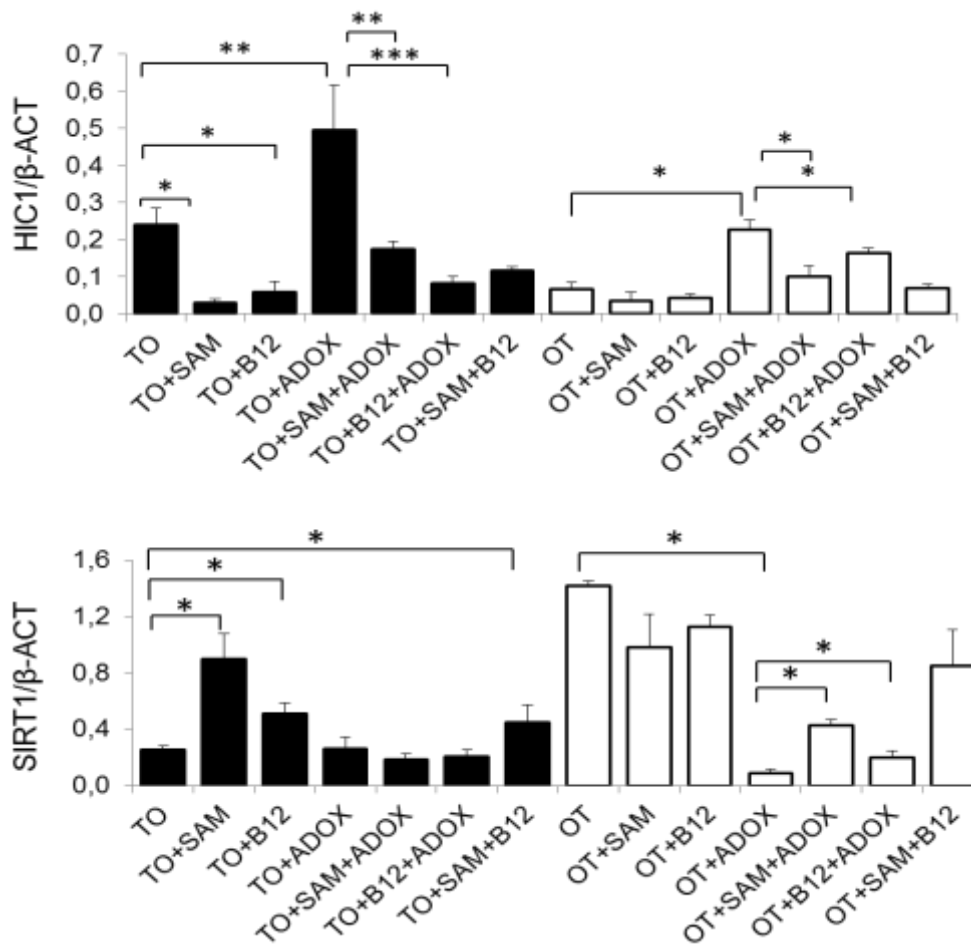 **
**
***
0,7
0,6
*
0,5
*
0,4
*
*
0,3
*
0,2
0,1
0,0
HIC1/β-ACT
TO
TO+SAM
TO+B12
TO+ADOX
TO+SAM+ADOX
TO+B12+ADOX
TO+SAM+B12
OT
OT+SAM
OT+B12
OT+ADOX
OT+SAM+ADOX
OT+B12+ADOX
OT+SAM+B12
*
*
1,6
*
*
1,2
*
*
0,8
0,4
0,0
SIRT1/β-ACT
TO
TO+SAM
TO+B12
TO+ADOX
TO+SAM+ADOX
TO+B12+ADOX
TO+SAM+B12
OT
OT+SAM
OT+B12
OT+ADOX
OT+SAM+ADOX
OT+B12+ADOX
OT+SAM+B12